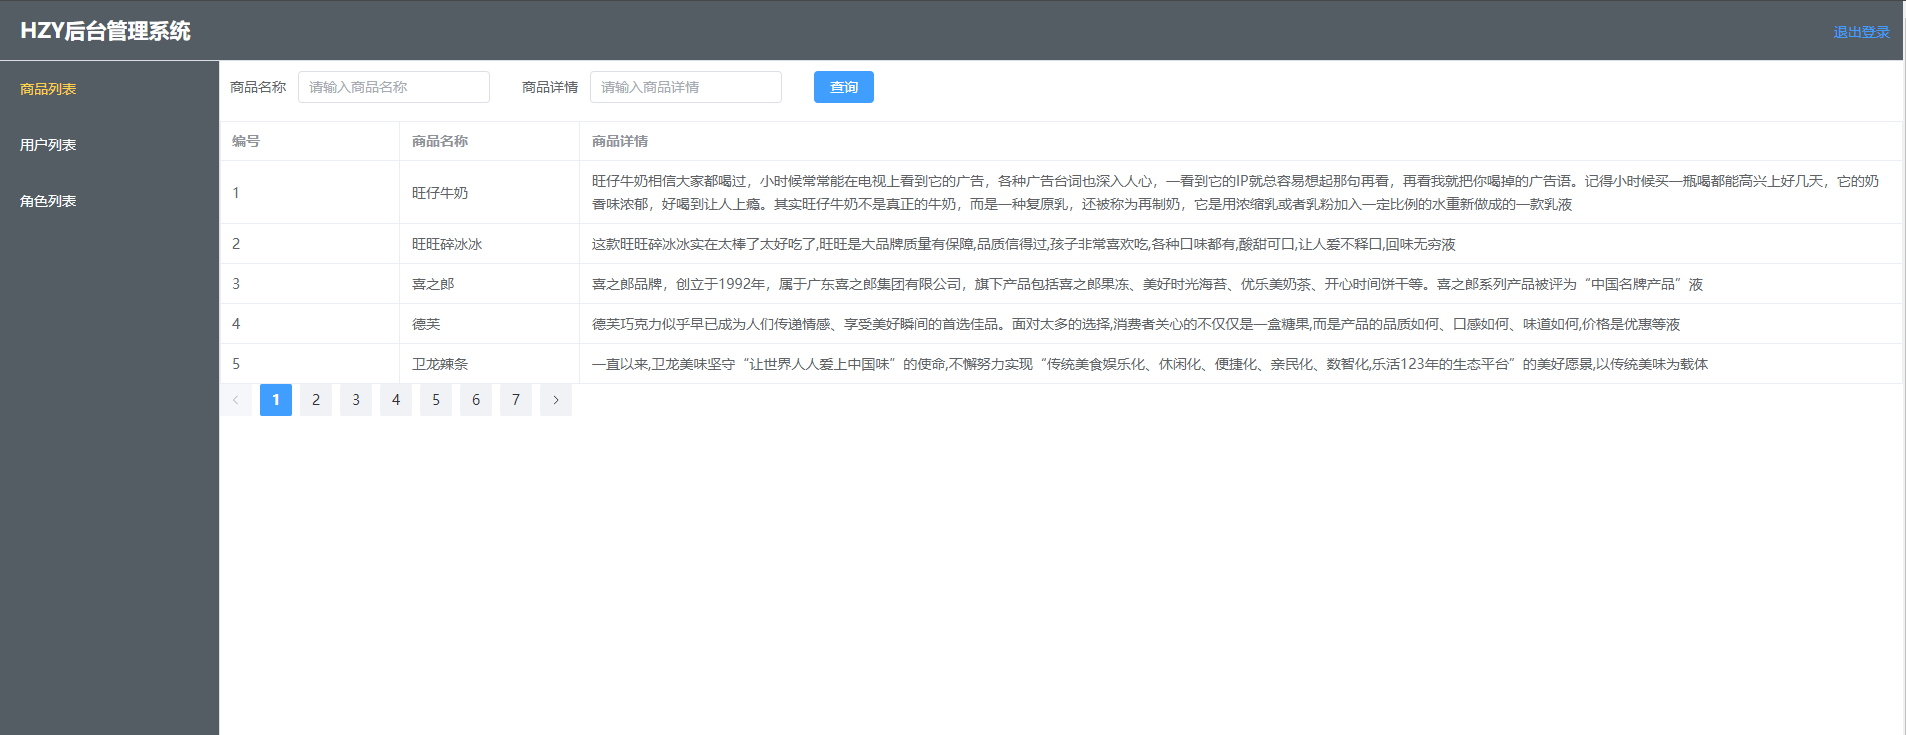 HZY后台管理系统
退出登录
商品列表
用户列表
角色列表
商品名称 请输入商品名称 商品详情 请输入商品详情 查询
编号 商品名称 商品详情
1 旺仔牛奶 旺仔牛奶相信大家都喝过，小时候常常能在电视上看到它的广告，各种广告台词也深入人心，一看到它的IP就总容易想起那句再看，再看我就把你喝掉的广告语。记得小时候买一瓶喝都能高兴上好几天，它的奶
香味浓郁，好喝到让人上瘾。其实旺仔牛奶不是真正的牛奶，而是一种复原乳，还被称为再制奶，它是用浓缩乳或者乳粉加入一定比例的水重新做成的一款乳液
2 旺旺碎冰冰 这款旺旺碎冰冰实在太棒了太好吃了,旺旺是大品牌质量有保障,品质信得过,孩子非常喜欢吃,各种口味都有,酸甜可口,让人爱不释口,回味无穷液
3 喜之郎 喜之郎品牌，创立于1992年，属于广东喜之郎集团有限公司，旗下产品包括喜之郎果冻、美好时光海苔、优乐美奶茶、开心时间饼干等。喜之郎系列产品被评为“中国名牌产品”液
4 德芙 德芙巧克力似乎早已成为人们传递情感、享受美好瞬间的首选佳品。面对太多的选择,消费者关心的不仅仅是一盒糖果,而是产品的品质如何、口感如何、味道如何,价格是优惠等液
5 卫龙辣条 一直以来,卫龙美味坚守“让世界人人爱上中国味”的使命,不懈努力实现“传统美食娱乐化、休闲化、便捷化、亲民化、数智化,乐活123年的生态平台”的美好愿景,以传统美味为载体
1 2 3 4 5 6 7